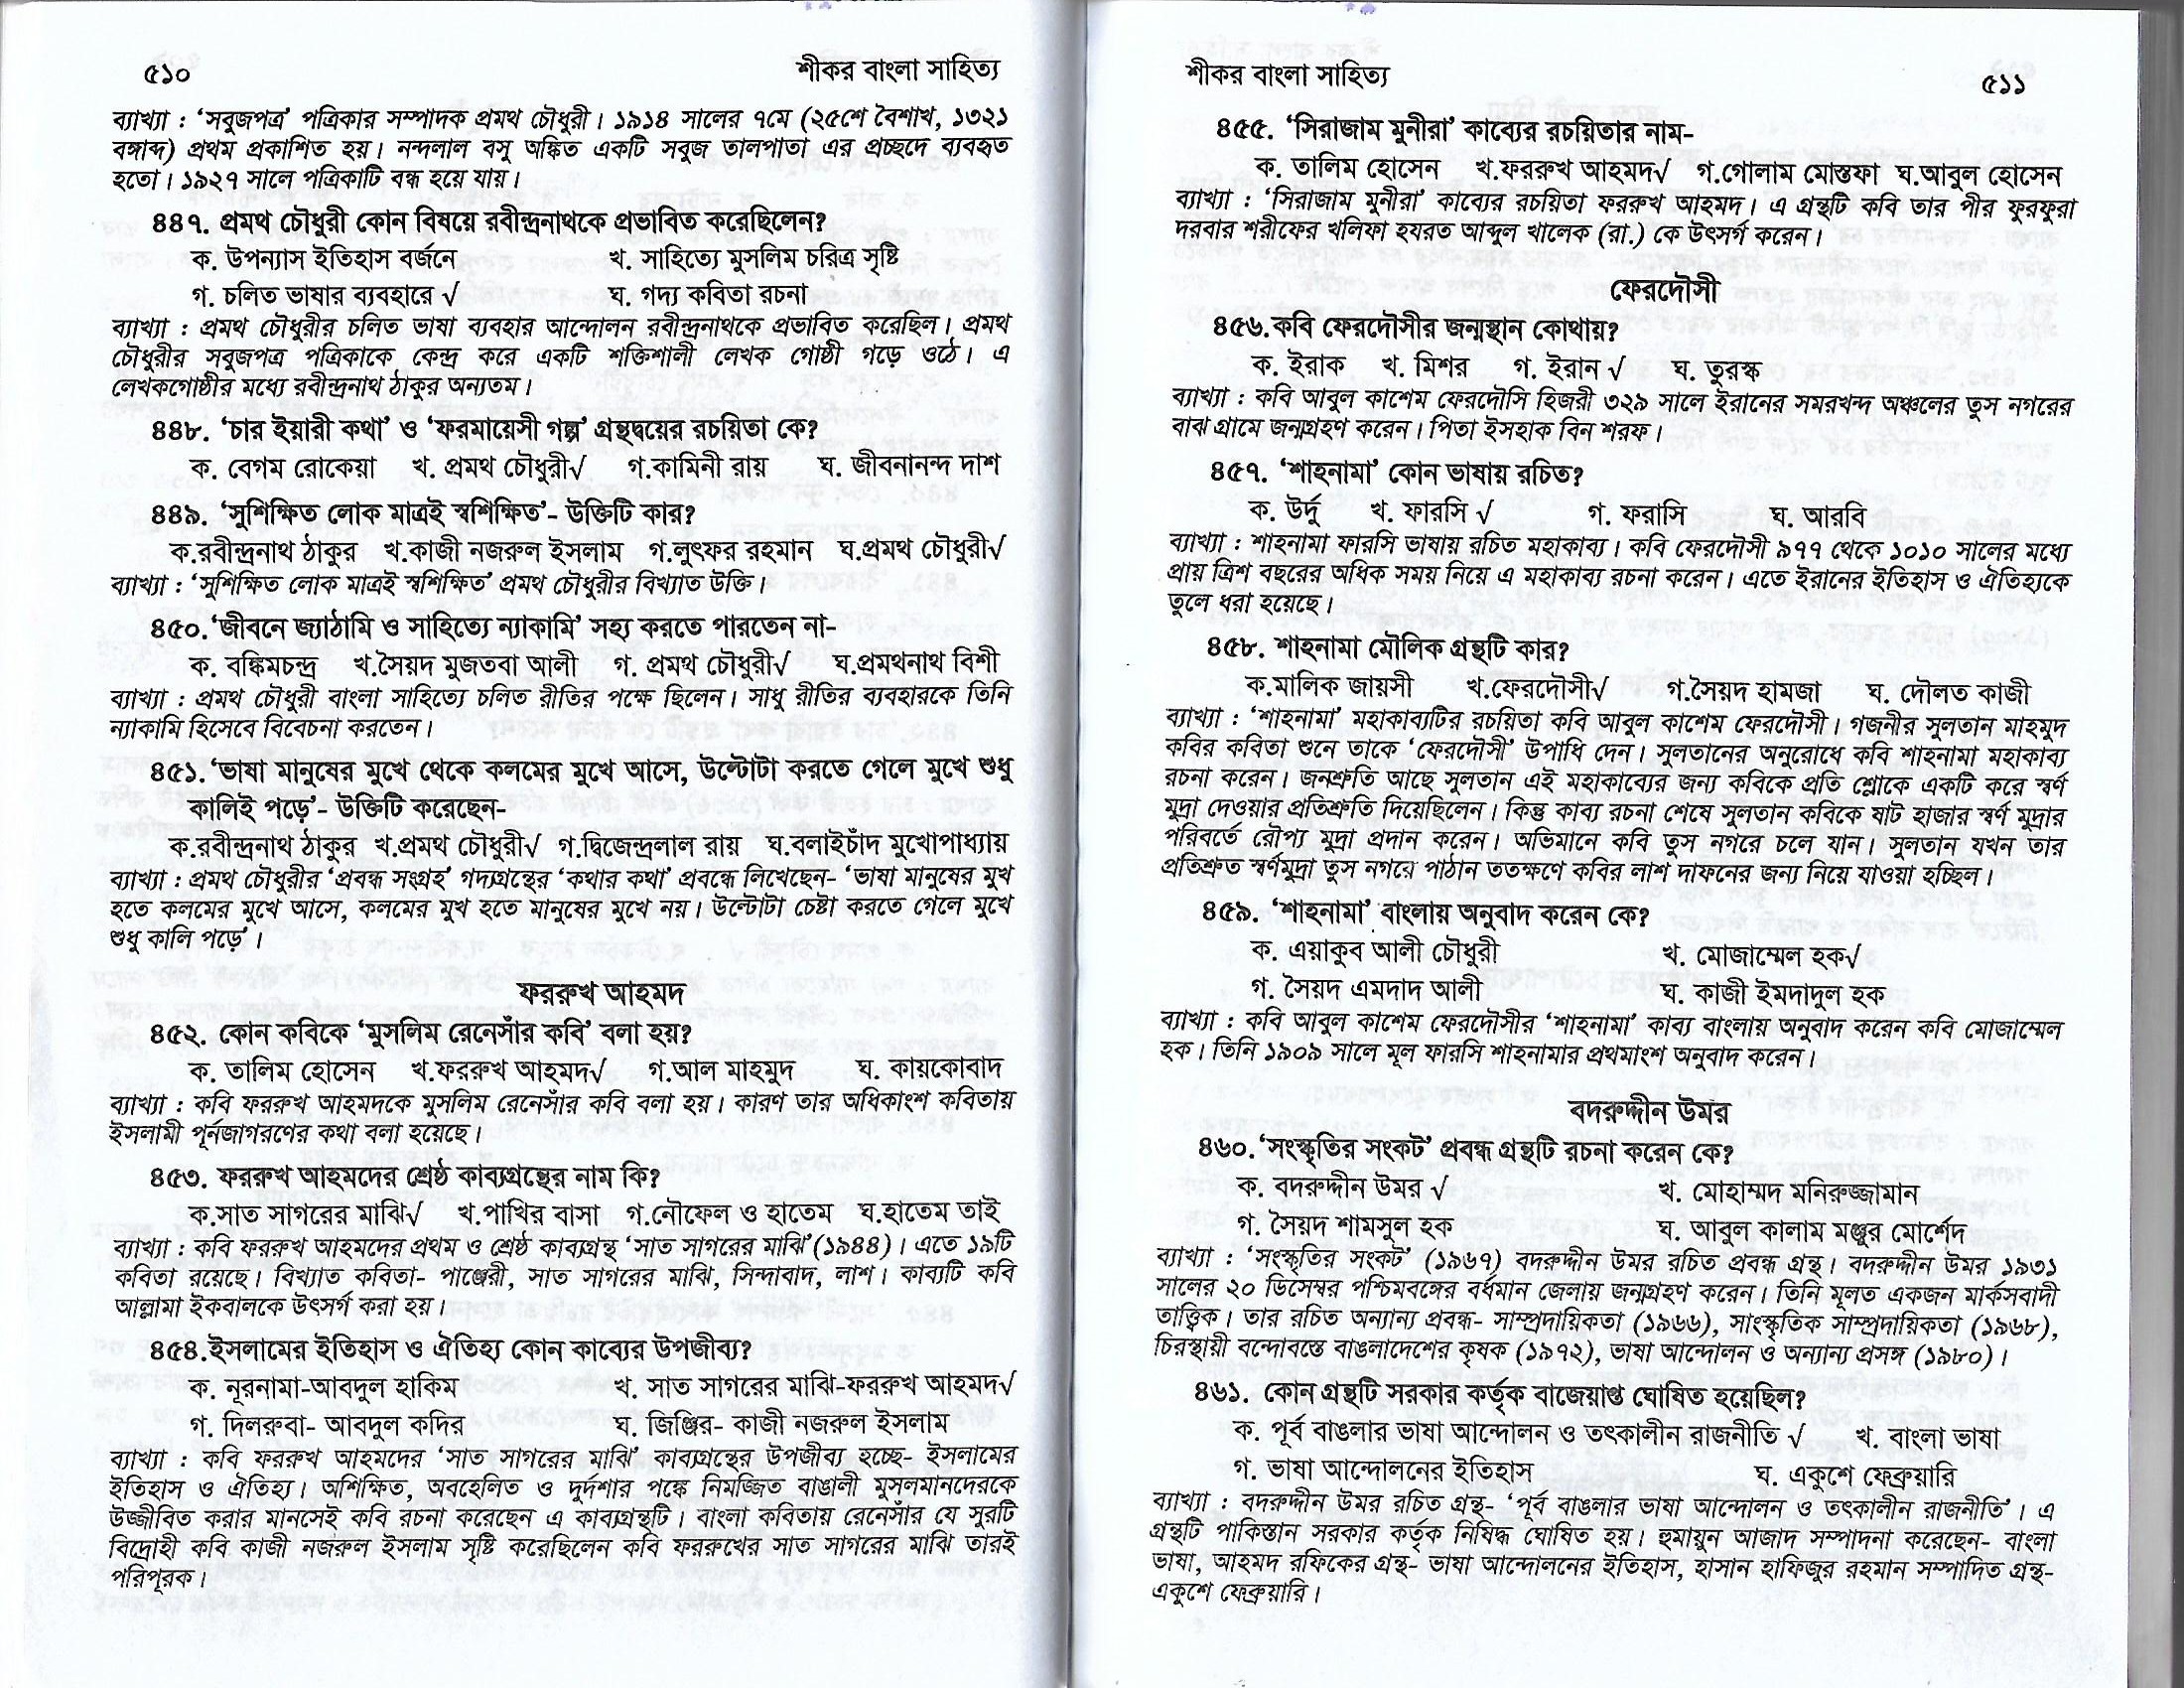 ৫১০ শীকর বাংলা সাহিত্য
ব্যাখ্যা : ‘সবুজপত্র’ পত্রিকার সম্পাদক প্রমথ চৌধুরী। ১৯১৪ সালের ৭মে (২৫শে বৈশাখ, ১৩২১
বঙ্গাব্দ) প্রথম প্রকাশিত হয়। নন্দলাল বসু অঙ্কিত একটি সবুজ তালপাতা এর প্রচ্ছদে ব্যবহৃত
হতো। ১৯২৭ সালে পত্রিকাটি বন্ধ হয়ে যায়।
৪৪৭. প্রমথ চৌধুরী কোন বিষয়ে রবীন্দ্রনাথকে প্রভাবিত করেছিলেন?
ক. উপন্যাস ইতিহাস বর্জনে খ. সাহিত্যে মুসলিম চরিত্র সৃষ্টি
গ. চলিত ভাষার ব্যবহারে √ ঘ. গদ্য কবিতা রচনা
ব্যাখ্যা : প্রমথ চৌধুরীর চলিত ভাষা ব্যবহার আন্দোলন রবীন্দ্রনাথকে প্রভাবিত করেছিল। প্রমথ
চৌধুরীর সবুজপত্র পত্রিকাকে কেন্দ্র করে একটি শক্তিশালী লেখক গোষ্ঠী গড়ে ওঠে। এ
লেখকগোষ্ঠীর মধ্যে রবীন্দ্রনাথ ঠাকুর অন্যতম।
৪৪৮. ‘চার ইয়ারী কথা’ ও ‘ফরমায়েসী গল্প’ গ্রন্থদ্বয়ের রচয়িতা কে?
ক. বেগম রোকেয়া খ. প্রমথ চৌধুরী√ গ.কামিনী রায় ঘ. জীবনানন্দ দাশ
৪৪৯. ‘সুশিক্ষিত লোক মাত্রই স্বশিক্ষিত’- উক্তিটি কার?
ক.রবীন্দ্রনাথ ঠাকুর খ.কাজী নজরুল ইসলাম গ.লুৎফর রহমান ঘ.প্রমথ চৌধুরী√
ব্যাখ্যা : ‘সুশিক্ষিত লোক মাত্রই স্বশিক্ষিত’ প্রমথ চৌধুরীর বিখ্যাত উক্তি।
৪৫০.‘জীবনে জ্যাঠামি ও সাহিত্যে ন্যাকামি’ সহ্য করতে পারতেন না-
ক. বঙ্কিমচন্দ্র খ.সৈয়দ মুজতবা আলী গ. প্রমথ চৌধুরী√ ঘ.প্রমথনাথ বিশী
ব্যাখ্যা : প্রমথ চৌধুরী বাংলা সাহিত্যে চলিত রীতির পক্ষে ছিলেন। সাধু রীতির ব্যবহারকে তিনি
ন্যাকামি হিসেবে বিবেচনা করতেন।
৪৫১.‘ভাষা মানুষের মুখে থেকে কলমের মুখে আসে, উল্টোটা করতে গেলে মুখে শুধু
কালিই পড়ে’- উক্তিটি করেছেন-
ক.রবীন্দ্রনাথ ঠাকুর খ.প্রমথ চৌধুরী√ গ.দ্বিজেন্দ্রলাল রায় ঘ.বলাইচাঁদ মুখোপাধ্যায়
ব্যাখ্যা : প্রমথ চৌধুরীর ‘প্রবন্ধ সংগ্রহ’ গদ্যগ্রন্থের ‘কথার কথা’ প্রবন্ধে লিখেছেন- ‘ভাষা মানুষের মুখ
হতে কলমের মুখে আসে, কলমের মুখ হতে মানুষের মুখে নয়। উল্টোটা চেষ্টা করতে গেলে মুখে
শুধু কালি পড়ে’।
ফররুখ আহমদ
৪৫২. কোন কবিকে ‘মুসলিম রেনেসাঁর কবি’ বলা হয়?
ক. তালিম হোসেন খ.ফররুখ আহমদ√ গ.আল মাহমুদ ঘ. কায়কোবাদ
ব্যাখ্যা : কবি ফররুখ আহমদকে মুসলিম রেনেসাঁর কবি বলা হয়। কারণ তার অধিকাংশ কবিতায়
ইসলামী পূর্নজাগরণের কথা বলা হয়েছে।
৪৫৩. ফররুখ আহমদের শ্রেষ্ঠ কাব্যগ্রন্থের নাম কি?
ক.সাত সাগরের মাঝি√ খ.পাখির বাসা গ.নৌফেল ও হাতেম ঘ.হাতেম তাই
ব্যাখ্যা : কবি ফররুখ আহমদের প্রথম ও শ্রেষ্ঠ কাব্যগ্রন্থ ‘সাত সাগরের মাঝি’(১৯৪৪)। এতে ১৯টি
কবিতা রয়েছে। বিখ্যাত কবিতা- পাঞ্জেরী, সাত সাগরের মাঝি, সিন্দাবাদ, লাশ। কাব্যটি কবি
আল্লামা ইকবালকে উৎসর্গ করা হয়।
৪৫৪.ইসলামের ইতিহাস ও ঐতিহ্য কোন কাব্যের উপজীব্য?
ক. নূরনামা-আবদুল হাকিম খ. সাত সাগরের মাঝি-ফররুখ আহমদ√
গ. দিলরুবা- আবদুল কদির ঘ. জিঞ্জির- কাজী নজরুল ইসলাম
ব্যাখ্যা : কবি ফররুখ আহমদের ‘সাত সাগরের মাঝি’ কাব্যগ্রন্থের উপজীব্য হচ্ছে- ইসলামের
ইতিহাস ও ঐতিহ্য। অশিক্ষিত, অবহেলিত ও দুর্দশার পঙ্কে নিমজ্জিত বাঙালী মুসলমানদেরকে
উজ্জীবিত করার মানসেই কবি রচনা করেছেন এ কাব্যগ্রন্থটি। বাংলা কবিতায় রেনেসাঁর যে সুরটি
বিদ্রোহী কবি কাজী নজরুল ইসলাম সৃষ্টি করেছিলেন কবি ফররুখের সাত সাগরের মাঝি তারই
পরিপূরক।
শীকর বাংলা সাহিত্য ৫১১
৪৫৫. ‘সিরাজাম মুনীরা’ কাব্যের রচয়িতার নাম-
ক. তালিম হোসেন খ.ফররুখ আহমদ√ গ.গোলাম মোস্তফা ঘ.আবুল হোসেন
ব্যাখ্যা : ‘সিরাজাম মুনীরা’ কাব্যের রচয়িতা ফররুখ আহমদ। এ গ্রন্থটি কবি তার পীর ফুরফুরা
দরবার শরীফের খলিফা হযরত আব্দুল খালেক (রা.) কে উৎসর্গ করেন।
ফেরদৌসী
৪৫৬.কবি ফেরদৌসীর জন্মস্থান কোথায়?
ক. ইরাক খ. মিশর গ. ইরান √ ঘ. তুরস্ক
ব্যাখ্যা : কবি আবুল কাশেম ফেরদৌসি হিজরী ৩২৯ সালে ইরানের সমরখন্দ অঞ্চলের তুস নগরের
বাঝ গ্রামে জন্মগ্রহণ করেন। পিতা ইসহাক বিন শরফ।
৪৫৭. ‘শাহনামা’ কোন ভাষায় রচিত?
ক. উর্দু খ. ফারসি √ গ. ফরাসি ঘ. আরবি
ব্যাখ্যা : শাহনামা ফারসি ভাষায় রচিত মহাকাব্য। কবি ফেরদৌসী ৯৭৭ থেকে ১০১০ সালের মধ্যে
প্রায় ত্রিশ বছরের অধিক সময় নিয়ে এ মহাকাব্য রচনা করেন। এতে ইরানের ইতিহাস ও ঐতিহ্যকে
তুলে ধরা হয়েছে।
৪৫৮. শাহনামা মৌলিক গ্রন্থটি কার?
ক.মালিক জায়সী খ.ফেরদৌসী√ গ.সৈয়দ হামজা ঘ. দৌলত কাজী
ব্যাখ্যা : ‘শাহনামা’ মহাকাব্যটির রচয়িতা কবি আবুল কাশেম ফেরদৌসী। গজনীর সুলতান মাহমুদ
কবির কবিতা শুনে তাকে ‘ফেরদৌসী’ উপাধি দেন। সুলতানের অনুরোধে কবি শাহনামা মহাকাব্য
রচনা করেন। জনশ্রুতি আছে সুলতান এই মহাকাব্যের জন্য কবিকে প্রতি শ্লোকে একটি করে স্বর্ণ
মুদ্রা দেওয়ার প্রতিশ্রুতি দিয়েছিলেন। কিন্তু কাব্য রচনা শেষে সুলতান কবিকে ষাট হাজার স্বর্ণ মুদ্রার
পরিবর্তে রৌপ্য মুদ্রা প্রদান করেন। অভিমানে কবি তুস নগরে চলে যান। সুলতান যখন তার
প্রতিশ্রুত স্বর্ণমুদ্রা তুস নগরে পাঠান ততক্ষণে কবির লাশ দাফনের জন্য নিয়ে যাওয়া হচ্ছিল।
৪৫৯. ‘শাহনামা’ বাংলায় অনুবাদ করেন কে?
ক. এয়াকুব আলী চৌধুরী খ. মোজাম্মেল হক√
গ. সৈয়দ এমদাদ আলী ঘ. কাজী ইমদাদুল হক
ব্যাখ্যা : কবি আবুল কাশেম ফেরদৌসীর ‘শাহনামা’ কাব্য বাংলায় অনুবাদ করেন কবি মোজাম্মেল
হক। তিনি ১৯০৯ সালে মূল ফারসি শাহনামার প্রথমাংশ অনুবাদ করেন।
বদরুদ্দীন উমর
৪৬০.‘সংস্কৃতির সংকট’ প্রবন্ধ গ্রন্থটি রচনা করেন কে?
ক. বদরুদ্দীন উমর √ খ. মোহাম্মদ মনিরুজ্জামান
গ. সৈয়দ শামসুল হক ঘ. আবুল কালাম মঞ্জুর মোর্শেদ
ব্যাখ্যা : ‘সংস্কৃতির সংকট’ (১৯৬৭) বদরুদ্দীন উমর রচিত প্রবন্ধ গ্রন্থ। বদরুদ্দীন উমর ১৯৩১
সালের ২০ ডিসেম্বর পশ্চিমবঙ্গের বর্ধমান জেলায় জন্মগ্রহণ করেন। তিনি মূলত একজন মার্কসবাদী
তাত্ত্বিক। তার রচিত অন্যান্য প্রবন্ধ- সাম্প্রদায়িকতা (১৯৬৬), সাংস্কৃতিক সাম্প্রদায়িকতা (১৯৬৮),
চিরস্থায়ী বন্দোবস্তে বাঙলাদেশের কৃষক (১৯৭২), ভাষা আন্দোলন ও অন্যান্য প্রসঙ্গ (১৯৮০)।
৪৬১. কোন গ্রন্থটি সরকার কর্তৃক বাজেয়াপ্ত ঘোষিত হয়েছিল?
ক. পূর্ব বাঙলার ভাষা আন্দোলন ও তৎকালীন রাজনীতি √ খ. বাংলা ভাষা
গ. ভাষা আন্দোলনের ইতিহাস ঘ. একুশে ফেব্রুয়ারি
ব্যাখ্যা : বদরুদ্দীন উমর রচিত গ্রন্থ- ‘পূর্ব বাঙলার ভাষা আন্দোলন ও তৎকালীন রাজনীতি’। এ
গ্রন্থটি পাকিস্তান সরকার কর্তৃক নিষিদ্ধ ঘোষিত হয়। হুমায়ুন আজাদ সম্পাদনা করেছেন- বাংলা
ভাষা, আহমদ রফিকের গ্রন্থ- ভাষা আন্দোলনের ইতিহাস, হাসান হাফিজুর রহমান সম্পাদিত গ্রন্থ-
একুশে ফেব্রুয়ারি।